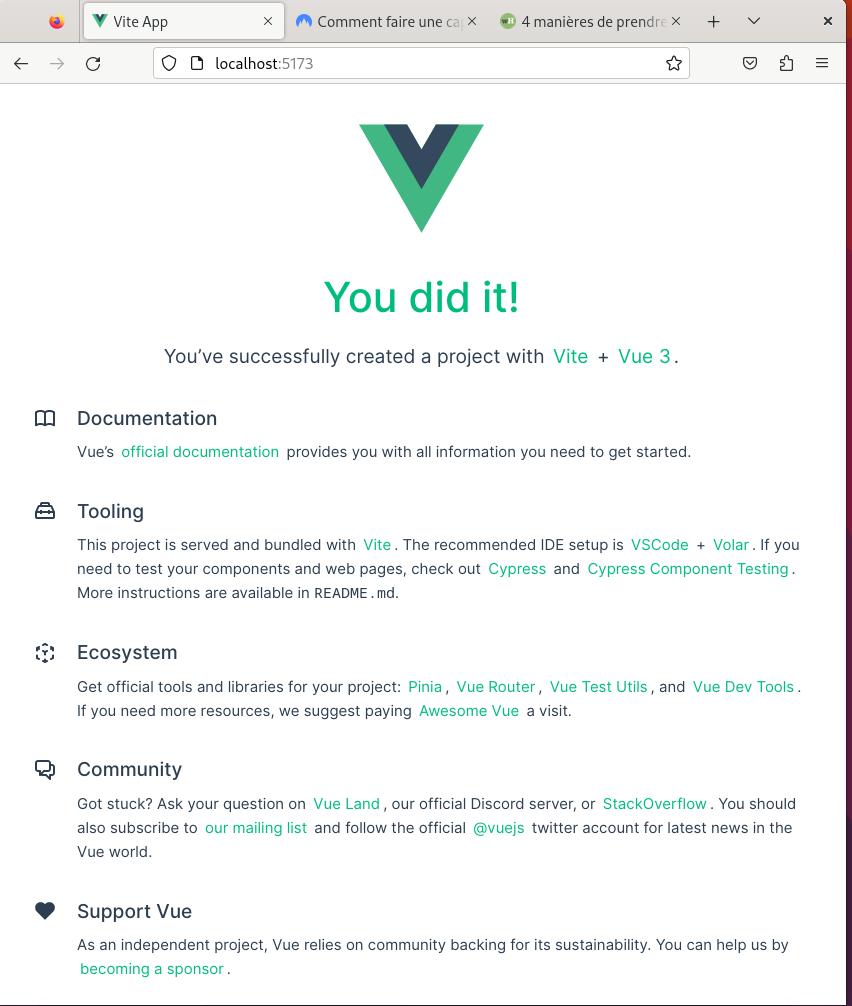 Vite App
Comment faire une ca
4 manières de prendre
localhost:5173
You did it!
You’ve successfully created a project with Vite + Vue 3.
Documentation
Vue’s official documentation provides you with all information you need to get started.
Tooling
This project is served and bundled with Vite. The recommended IDE setup is VSCode + Volar. If you
need to test your components and web pages, check out Cypress and Cypress Component Testing.
More instructions are available in README.md.
Ecosystem
Get official tools and libraries for your project: Pinia, Vue Router, Vue Test Utils, and Vue Dev Tools.
If you need more resources, we suggest paying Awesome Vue a visit.
Community
Got stuck? Ask your question on Vue Land, our official Discord server, or StackOverflow. You should
also subscribe to our mailing list and follow the official @vuejs twitter account for latest news in the
Vue world.
Support Vue
As an independent project, Vue relies on community backing for its sustainability. You can help us by
becoming a sponsor.